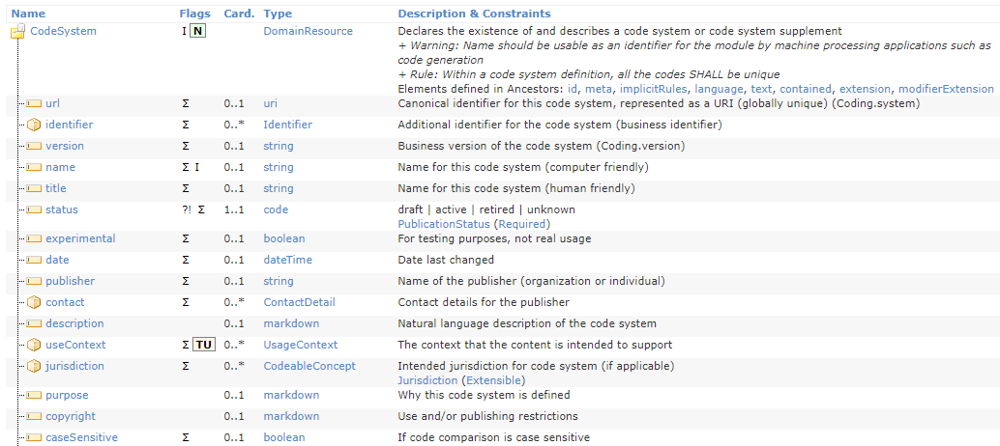 Name Flags Card. Type Description & Constraints
CodeSystem I N DomainResource Declares the existence of and describes a code system or code system supplement
+ Warning: Name should be usable as an identifier for the module by machine processing applications such as
code generation
+ Rule: Within a code system definition, all the codes SHALL be unique
Elements defined in Ancestors: id, meta, implicitRules, language, text, contained, extension, modifierExtension
url Σ 0..1 uri Canonical identifier for this code system, represented as a URI (globally unique) (Coding.system)
identifier Σ 0..* Identifier Additional identifier for the code system (business identifier)
version Σ 0..1 string Business version of the code system (Coding.version)
name Σ I 0..1 string Name for this code system (computer friendly)
title Σ 0..1 string Name for this code system (human friendly)
status ?! Σ 1..1 code draft | active | retired | unknown
PublicationStatus (Required)
experimental Σ 0..1 boolean For testing purposes, not real usage
date Σ 0..1 dateTime Date last changed
publisher Σ 0..1 string Name of the publisher (organization or individual)
contact Σ 0..* ContactDetail Contact details for the publisher
description 0..1 markdown Natural language description of the code system
useContext Σ TU 0..* UsageContext The context that the content is intended to support
jurisdiction Σ 0..* CodeableConcept Intended jurisdiction for code system (if applicable)
Jurisdiction (Extensible)
purpose 0..1 markdown Why this code system is defined
copyright 0..1 markdown Use and/or publishing restrictions
caseSensitive Σ 0..1 boolean If code comparison is case sensitive